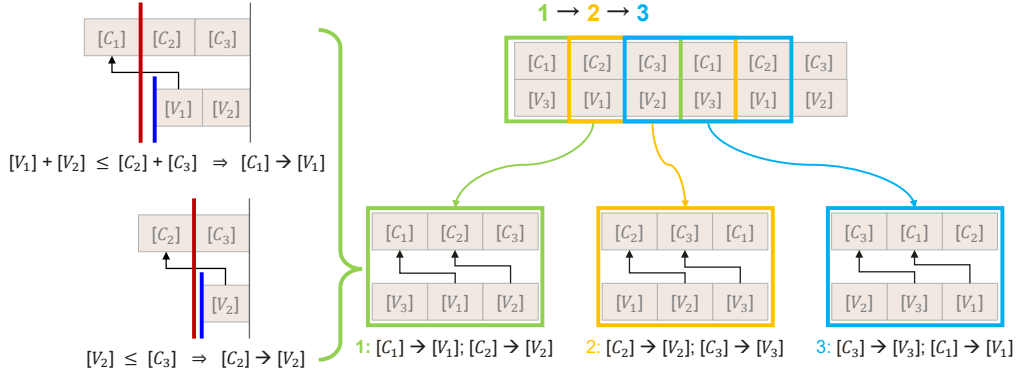 [C₁] [C₂] [C₃]
[V₁] [V₂]
[V₁] + [V₂] ≤ [C₂] + [C₃] ⇒ [C₁] → [V₁]
[C₂] [C₃]
[V₂]
[V₂] ≤ [C₃] ⇒ [C₂] → [V₂]
1 → 2 → 3
[C₁] [C₂] [C₃] [C₁] [C₂] [C₃]
[V₃] [V₁] [V₂] [V₃] [V₁] [V₂]
[C₁] [C₂] [C₃]
[V₃] [V₁] [V₂]
1: [C₁] → [V₁]; [C₂] → [V₂]
[C₂] [C₃] [C₁]
[V₁] [V₂] [V₃]
2: [C₂] → [V₂]; [C₃] → [V₃]
[C₃] [C₁] [C₂]
[V₂] [V₃] [V₁]
3: [C₃] → [V₃]; [C₁] → [V₁]